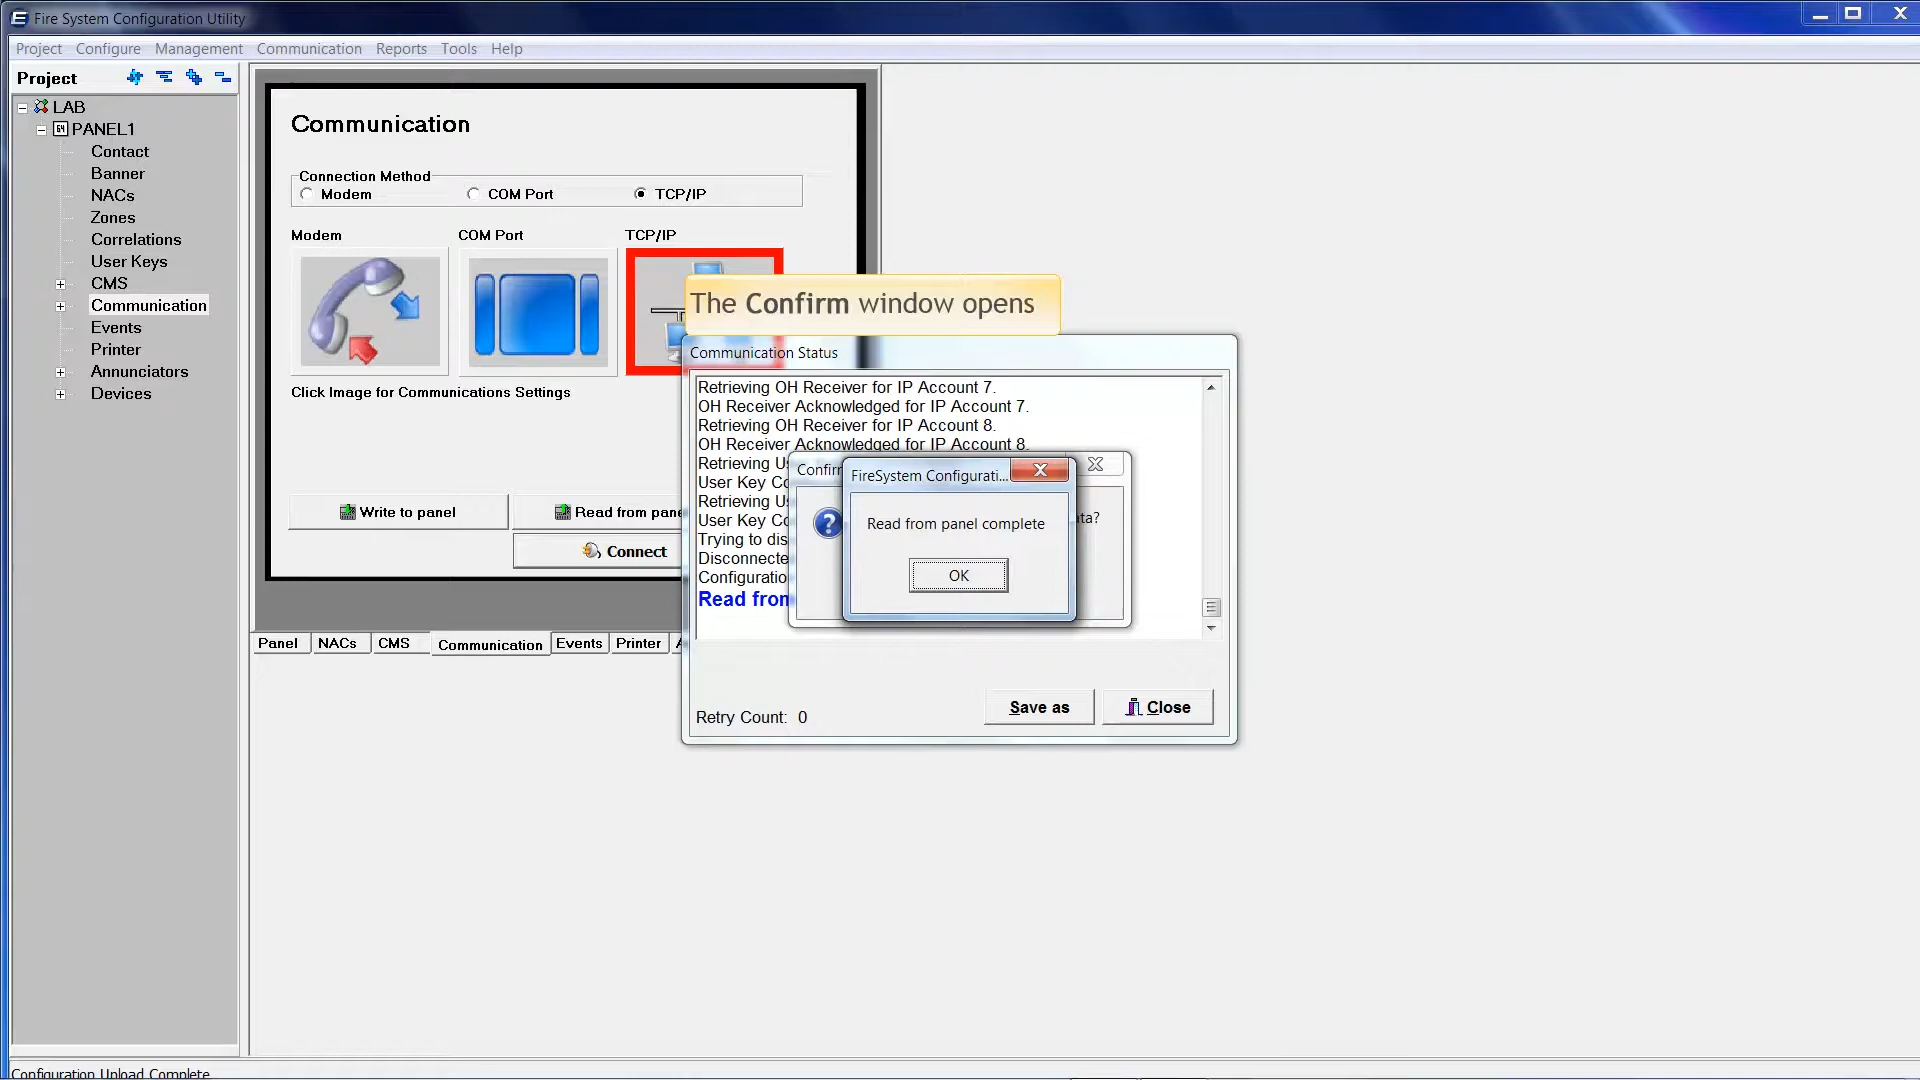 Fire System Configuration Utility
Project Configure Management Communication Reports Tools Help
Project
LAB
PANEL1
Contact
Banner
NACs
Zones
Correlations
User Keys
CMS
Communication
Events
Printer
Annunciators
Devices
Communication
Connection Method
Modem COM Port TCP/IP
Modem COM Port TCP/IP
Click Image for Communications Settings
Write to panel Read from pane
Connect
Panel NACs CMS Communication Events Printer
The Confirm window opens
Communication Status
Retrieving OH Receiver for IP Account 7.
OH Receiver Acknowledged for IP Account 7.
Retrieving OH Receiver for IP Account 8.
OH Receiver Acknowledged for IP Account 8.
Retrieving Us
User Key Co
Retrieving Us
User Key Co
Trying to dis
Disconnecte
Configuratio
Read from
Confirm
ata?
FireSystem Configurati...
Read from panel complete
OK
Retry Count: 0
Save as Close
Configuration Upload Complete